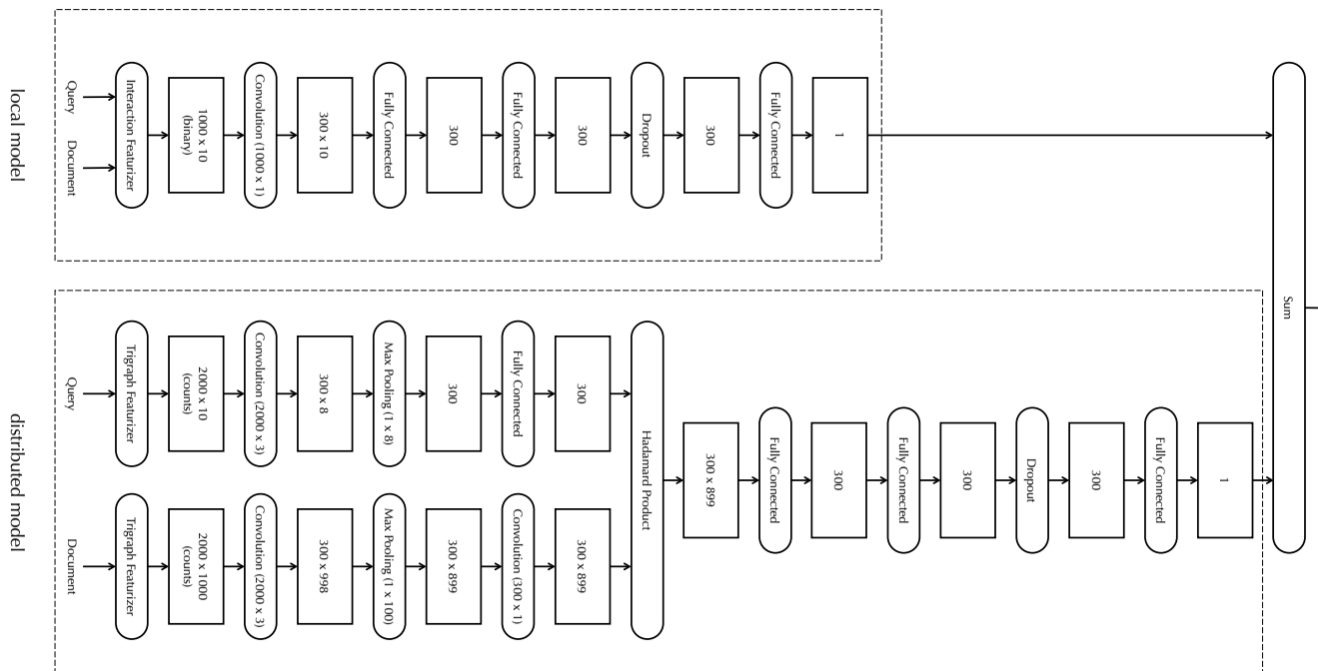 local model
Query
Document
Interaction Featurizer
1000 x 10
(binary)
Convolution (1000 x 1)
300 x 10
Fully Connected
300
Fully Connected
300
Dropout
300
Fully Connected
1
Sum
distributed model
Query
Trigraph Featurizer
2000 x 10
(counts)
Convolution (2000 x 3)
300 x 8
Max Pooling (1 x 8)
300
Fully Connected
300
Document
Trigraph Featurizer
2000 x 1000
(counts)
Convolution (2000 x 3)
300 x 998
Max Pooling (1 x 100)
300 x 899
Convolution (300 x 1)
300 x 899
Hadamard Product
300 x 899
Fully Connected
300
Fully Connected
300
Dropout
300
Fully Connected
1